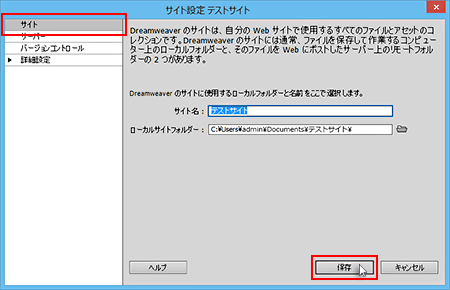 サイト設定 テストサイト
サイト
サーバー
バージョンコントロール
詳細設定
Dreamweaver のサイトは、自分の Web サイトで使用するすべてのファイルとアセットのコ
レクションです。Dreamweaver のサイトには通常、ファイルを保存して作業するコンピュー
ター上のローカルフォルダーと、そのファイルを Web にポストしたサーバー上のリモートフォル
ダーの 2 つがあります。
Dreamweaver のサイトに使用するローカルフォルダーと名前をここで選択します。
サイト名： テストサイト
ローカルサイトフォルダー： C:¥Users¥admin¥Documents¥テストサイト¥
ヘルプ
保存
キャンセル